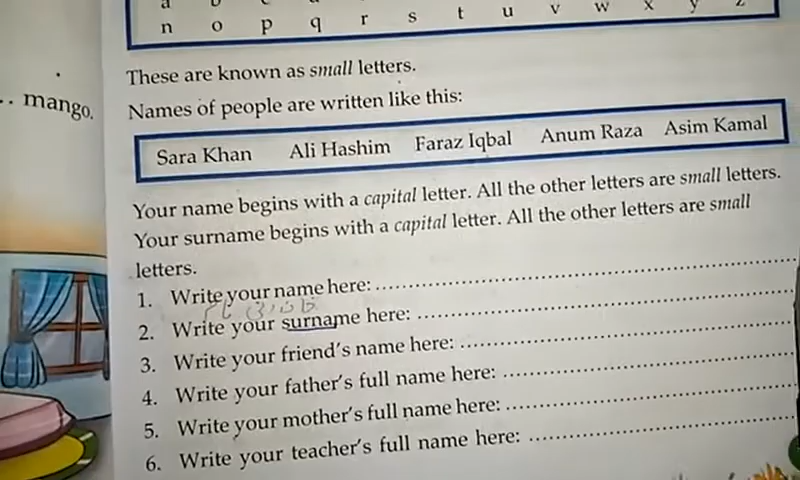 n o p q r s t u v w x y z
These are known as small letters.
.. mango.
Names of people are written like this:
Sara Khan Ali Hashim Faraz Iqbal Anum Raza Asim Kamal
Your name begins with a capital letter. All the other letters are small letters.
Your surname begins with a capital letter. All the other letters are small
letters.
1. Write your name here: ........
خاندانی نام
2. Write your surname here: ........
3. Write your friend's name here: ........
4. Write your father's full name here: ........
5. Write your mother's full name here: ........
6. Write your teacher's full name here: ........